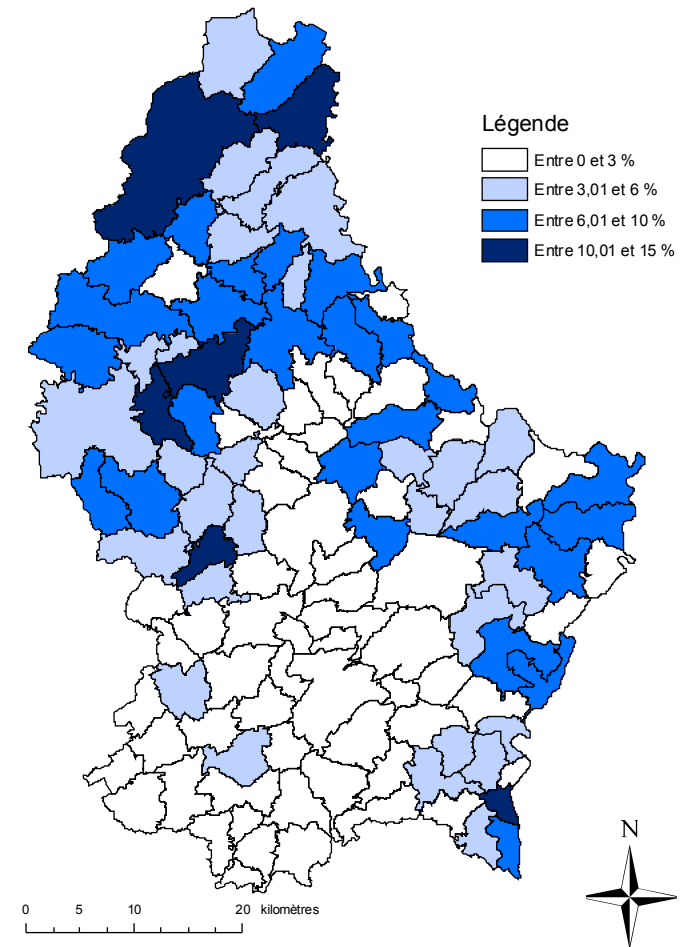 Légende
Entre 0 et 3 %
Entre 3,01 et 6 %
Entre 6,01 et 10 %
Entre 10,01 et 15 %
N
0 5 10 20 kilomètres